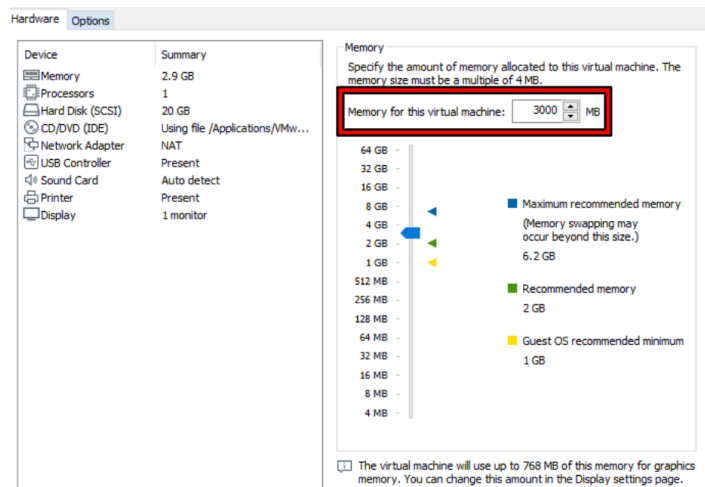 Hardware Options
Device Summary
Memory 2.9 GB
Processors 1
Hard Disk (SCSI) 20 GB
CD/DVD (IDE) Using file /Applications/VMw...
Network Adapter NAT
USB Controller Present
Sound Card Auto detect
Printer Present
Display 1 monitor
Memory
Specify the amount of memory allocated to this virtual machine. The
memory size must be a multiple of 4 MB.
Memory for this virtual machine: 3000 MB
64 GB
32 GB
16 GB
8 GB
4 GB
2 GB
1 GB
512 MB
256 MB
128 MB
64 MB
32 MB
16 MB
8 MB
4 MB
Maximum recommended memory
(Memory swapping may
occur beyond this size.)
6.2 GB
Recommended memory
2 GB
Guest OS recommended minimum
1 GB
The virtual machine will use up to 768 MB of this memory for graphics
memory. You can change this amount in the Display settings page.